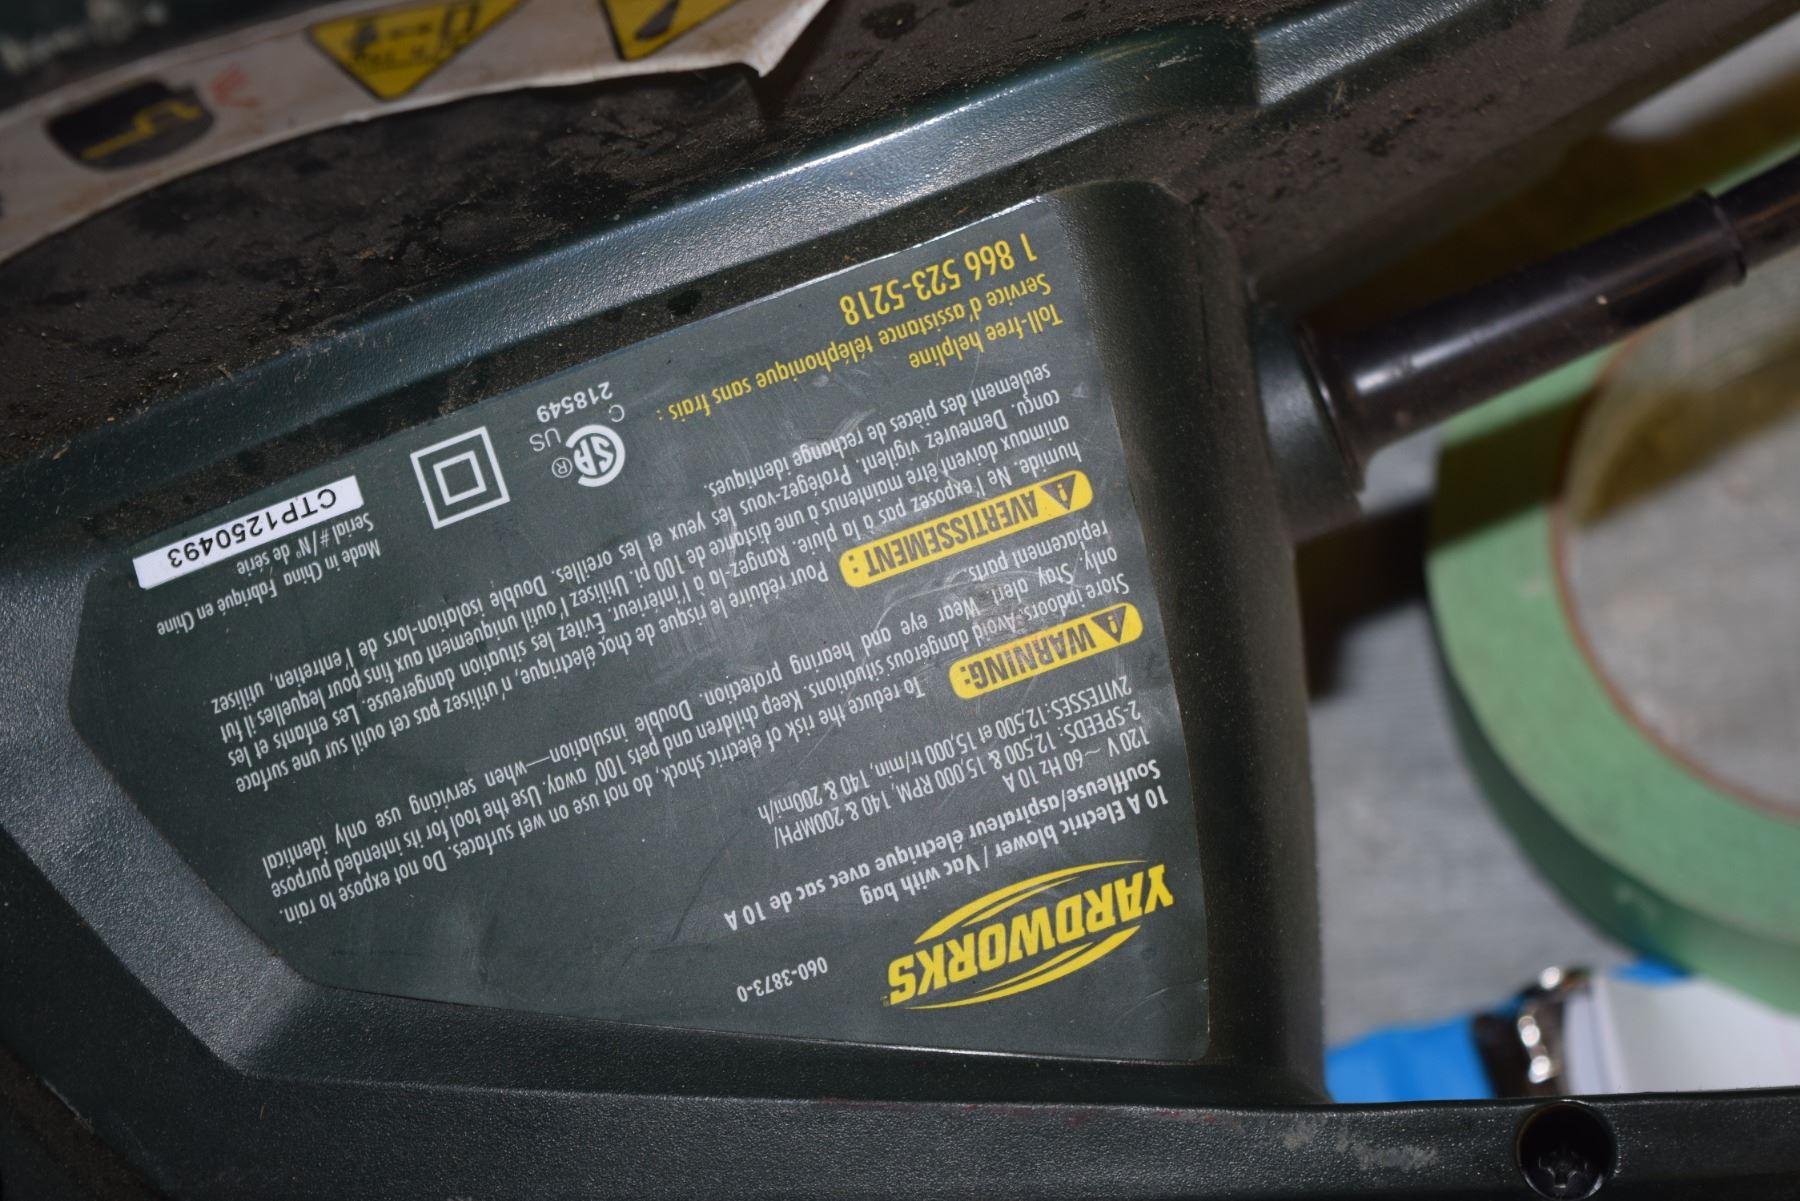 YARDWORKS
060-3873-0
10 A Electric blower / Vac with bag
Souffleuse/aspirateur électrique avec sac de 10 A
120V ~ 60 Hz 10 A
2-SPEEDS: 12,500 & 15,000 RPM, 140 & 200MPH/
2VITESSES: 12,500 et 15,000 tr/min, 140 & 200mi/h
WARNING: To reduce the risk of electric shock, do not use on wet surfaces. Do not expose to rain.
Store indoors. Avoid dangerous situations. Keep children and pets 100' away. Use the tool for its intended purpose
only. Stay alert. Wear eye and hearing protection. Double insulation—when servicing use only identical
replacement parts.
AVERTISSEMENT: Pour réduire le risque de choc électrique, n'utilisez pas cet outil sur une surface
humide. Ne l'exposez pas à la pluie. Rangez-la à l'interieur. Évitez les situation dangereuse. Les enfants et les
animaux doivent être maintenus à une distance de 100 pi. Utilisez l'outil uniquement aux fins pour lequelles il fut
conçu. Demeurez vigilent. Protégez-vous les yeux et les oreilles. Double isolation-lors de l'entretien, utilisez
seulement des pièces de rechange identiques.
Toll-free helpline
Service d'assistance téléphonique sans frais :
1 866 523-5218
SA ®
C US
218549
Made in China Fabrique en Chine
Serial # / N°. de série
CTP1250493